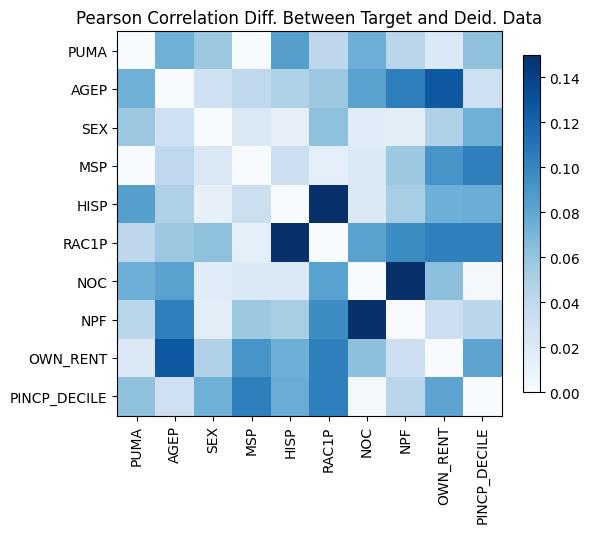 Pearson Correlation Diff. Between Target and Deid. Data
PUMA
AGEP
SEX
MSP
HISP
RAC1P
NOC
NPF
OWN_RENT
PINCP_DECILE
PUMA
AGEP
SEX
MSP
HISP
RAC1P
NOC
NPF
OWN_RENT
PINCP_DECILE
0.14
0.12
0.10
0.08
0.06
0.04
0.02
0.00